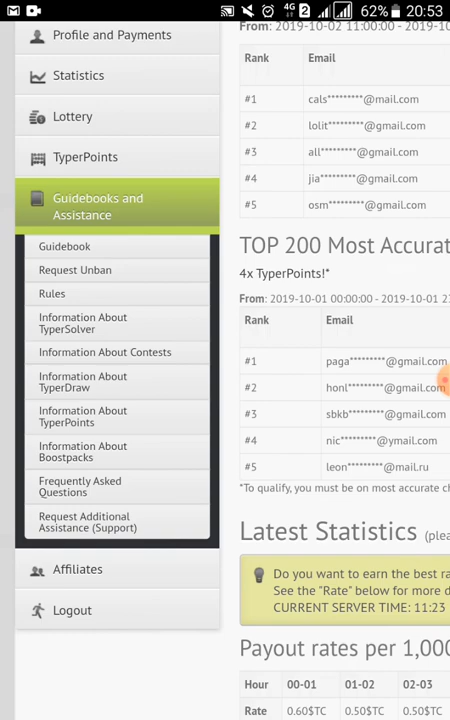 4G 2 62% 20:53
Profile and Payments
Statistics
Lottery
TyperPoints
Guidebooks and
Assistance
Guidebook
Request Unban
Rules
Information About
TyperSolver
Information About Contests
Information About
TyperDraw
Information About
TyperPoints
Information About
Boostpacks
Frequently Asked
Questions
Request Additional
Assistance (Support)
Affiliates
Logout
From: 2019-10-02 11:00:00 - 2019-10
Rank Email
#1 cals*********@mail.com
#2 lolit*********@gmail.com
#3 all*********@gmail.com
#4 jia*********@gmail.com
#5 osm*********@gmail.com
TOP 200 Most Accurat
4x TyperPoints!*
From: 2019-10-01 00:00:00 - 2019-10-01 2
Rank Email
#1 paga*********@gmail.com
#2 honl*********@gmail.com
#3 sbkb*********@gmail.com
#4 nic*********@ymail.com
#5 leon*********@mail.ru
*To qualify, you must be on most accurate ch
Latest Statistics (plea
Do you want to earn the best ra
See the "Rate" below for more d
CURRENT SERVER TIME: 11:23
Payout rates per 1,000
Hour 00-01 01-02 02-03
Rate 0.60$TC 0.50$TC 0.50$TC